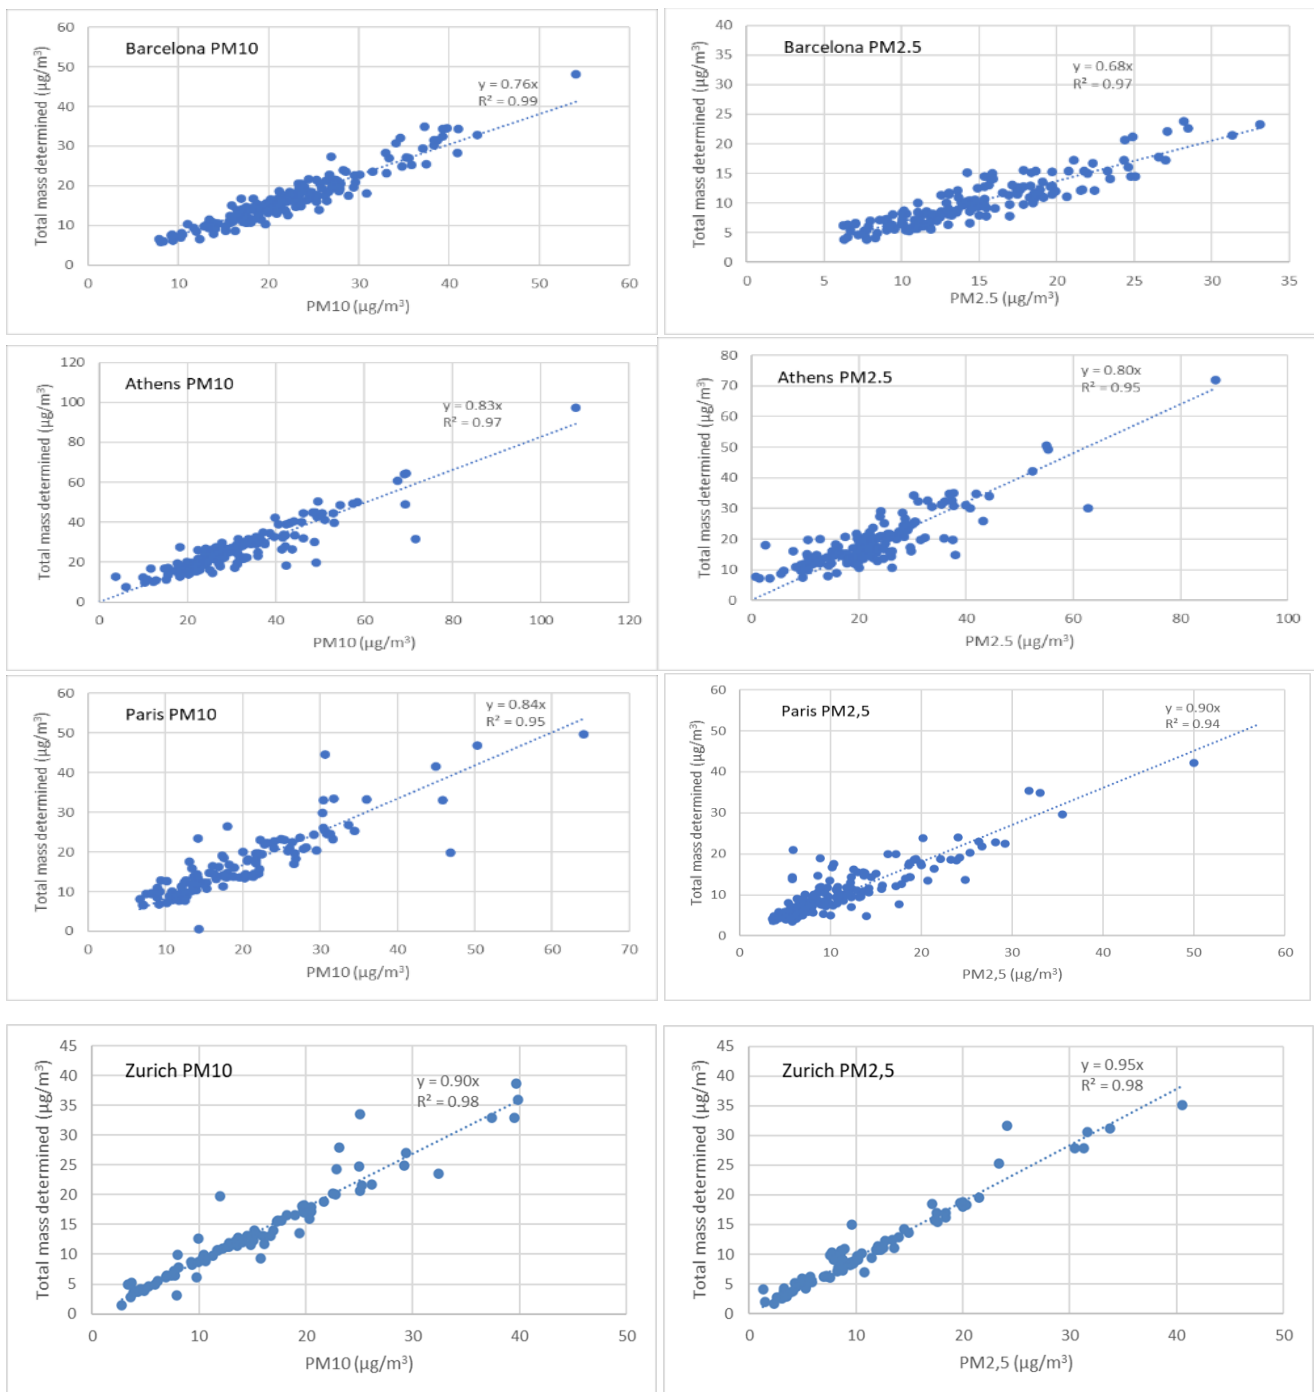 Barcelona PM10
y = 0.76x
R² = 0.99
Total mass determined (µg/m³)
60
50
40
30
20
10
0
0 10 20 30 40 50 60
PM10 (µg/m³)
Barcelona PM2.5
y = 0.68x
R² = 0.97
Total mass determined (µg/m³)
40
35
30
25
20
15
10
5
0
0 5 10 15 20 25 30 35
PM2.5 (µg/m³)
Athens PM10
y = 0.83x
R² = 0.97
Total mass determined (µg/m³)
120
100
80
60
40
20
0
0 20 40 60 80 100 120
PM10 (µg/m³)
Athens PM2.5
y = 0.80x
R² = 0.95
Total mass determined (µg/m³)
80
70
60
50
40
30
20
10
0
0 20 40 60 80 100
PM2.5 (µg/m³)
Paris PM10
y = 0.84x
R² = 0.95
Total mass determined (µg/m³)
60
50
40
30
20
10
0
0 10 20 30 40 50 60 70
PM10 (µg/m³)
Paris PM2,5
y = 0.90x
R² = 0.94
Total mass determined (µg/m³)
60
50
40
30
20
10
0
0 10 20 30 40 50 60
PM2,5 (µg/m³)
Zurich PM10
y = 0.90x
R² = 0.98
Total mass determined (µg/m³)
45
40
35
30
25
20
15
10
5
0
0 10 20 30 40 50
PM10 (µg/m³)
Zurich PM2,5
y = 0.95x
R² = 0.98
Total mass determined (µg/m³)
45
40
35
30
25
20
15
10
5
0
0 10 20 30 40 50
PM2,5 (µg/m³)